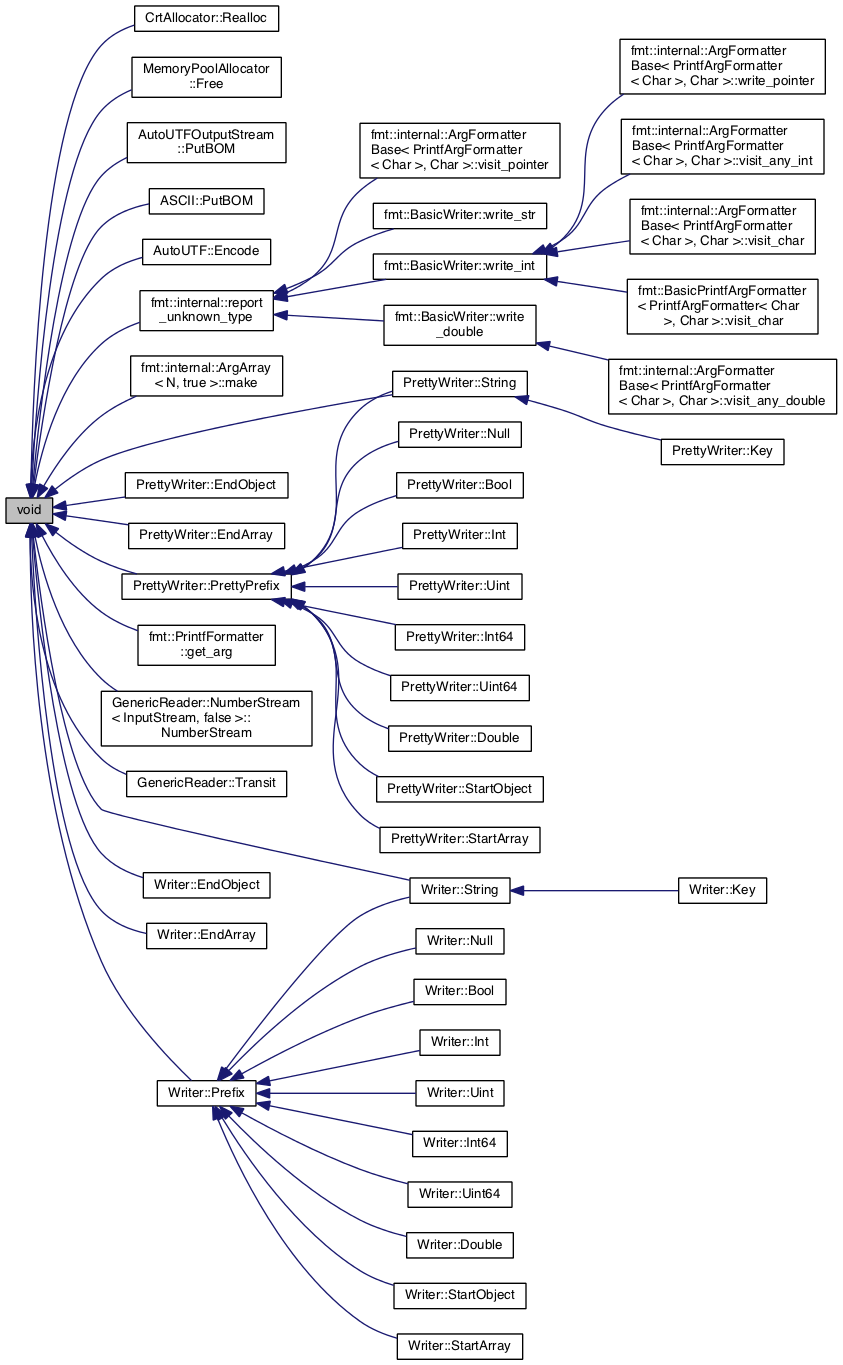 CrtAllocator::Realloc
MemoryPoolAllocator
::Free
AutoUTFOutputStream
::PutBOM
ASCII::PutBOM
AutoUTF::Encode
fmt::internal::report
_unknown_type
fmt::internal::ArgArray
< N, true >::make
PrettyWriter::EndObject
void
PrettyWriter::EndArray
PrettyWriter::PrettyPrefix
fmt::PrintfFormatter
::get_arg
GenericReader::NumberStream
< InputStream, false >::
NumberStream
GenericReader::Transit
Writer::EndObject
Writer::EndArray
Writer::Prefix
fmt::internal::ArgFormatter
Base< PrintfArgFormatter
< Char >, Char >::visit_pointer
fmt::BasicWriter::write_str
fmt::BasicWriter::write_int
fmt::BasicWriter::write
_double
PrettyWriter::String
PrettyWriter::Null
PrettyWriter::Bool
PrettyWriter::Int
PrettyWriter::Uint
PrettyWriter::Int64
PrettyWriter::Uint64
PrettyWriter::Double
PrettyWriter::StartObject
PrettyWriter::StartArray
Writer::String
Writer::Null
Writer::Bool
Writer::Int
Writer::Uint
Writer::Int64
Writer::Uint64
Writer::Double
Writer::StartObject
Writer::StartArray
fmt::internal::ArgFormatter
Base< PrintfArgFormatter
< Char >, Char >::write_pointer
fmt::internal::ArgFormatter
Base< PrintfArgFormatter
< Char >, Char >::visit_any_int
fmt::internal::ArgFormatter
Base< PrintfArgFormatter
< Char >, Char >::visit_char
fmt::BasicPrintfArgFormatter
< PrintfArgFormatter< Char
>, Char >::visit_char
fmt::internal::ArgFormatter
Base< PrintfArgFormatter
< Char >, Char >::visit_any_double
PrettyWriter::Key
Writer::Key